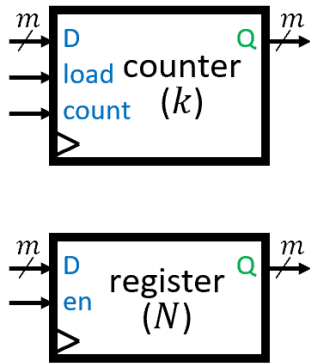 m m
D Q
load counter
count (k)
m m
D Q
register
en (N)